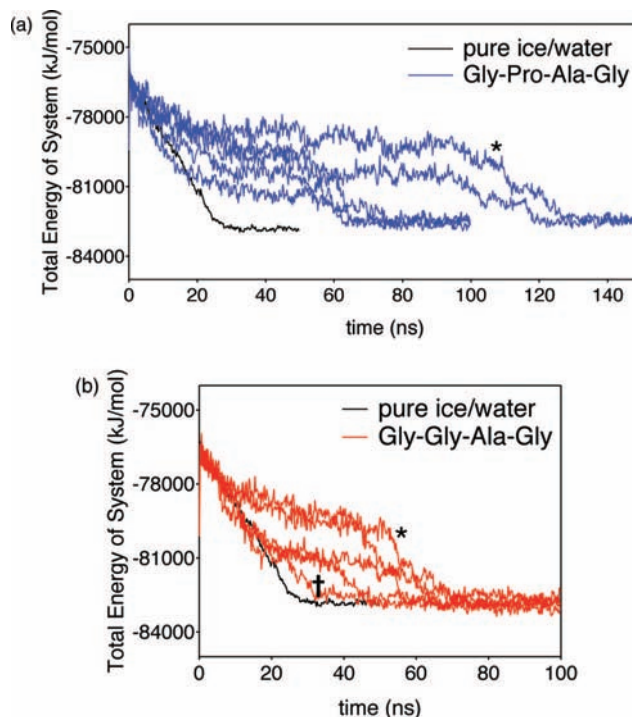 (a)
-75000
pure ice/water
Gly-Pro-Ala-Gly
-78000
*
-81000
-84000
Total Energy of System (kJ/mol)
0 20 40 60 80 100 120 140
time (ns)
(b)
-75000
pure ice/water
Gly-Gly-Ala-Gly
-78000
*
-81000
†
-84000
Total Energy of System (kJ/mol)
0 20 40 60 80 100
time (ns)